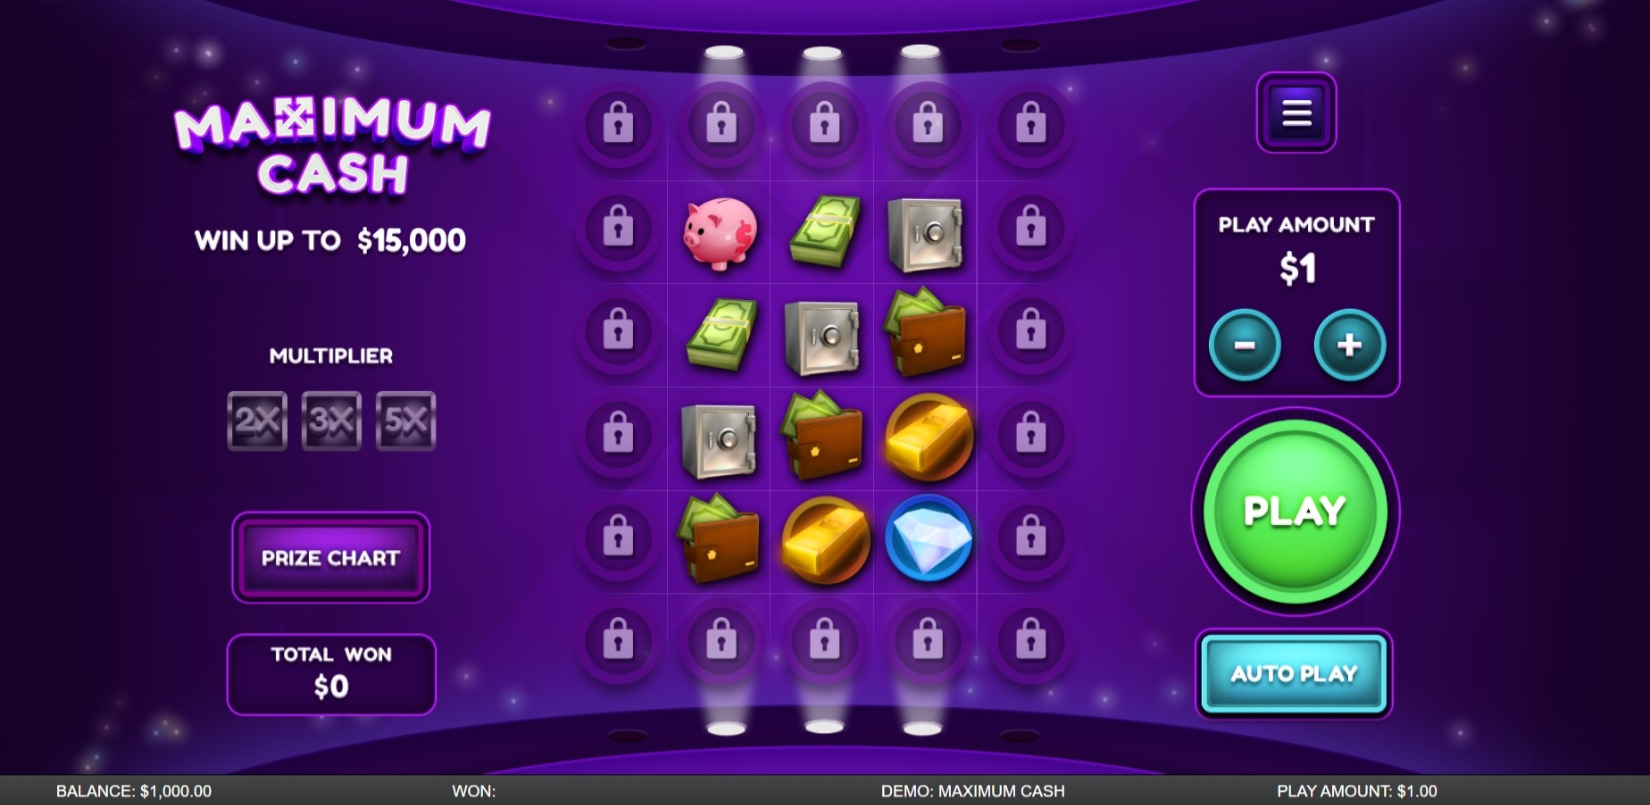 MAXIMUM
CASH
WIN UP TO $15,000
MULTIPLIER
2X 3X 5X
PRIZE CHART
TOTAL WON
$0
PLAY AMOUNT
$1
-
+
PLAY
AUTO PLAY
BALANCE: $1,000.00
WON:
DEMO: MAXIMUM CASH
PLAY AMOUNT: $1.00